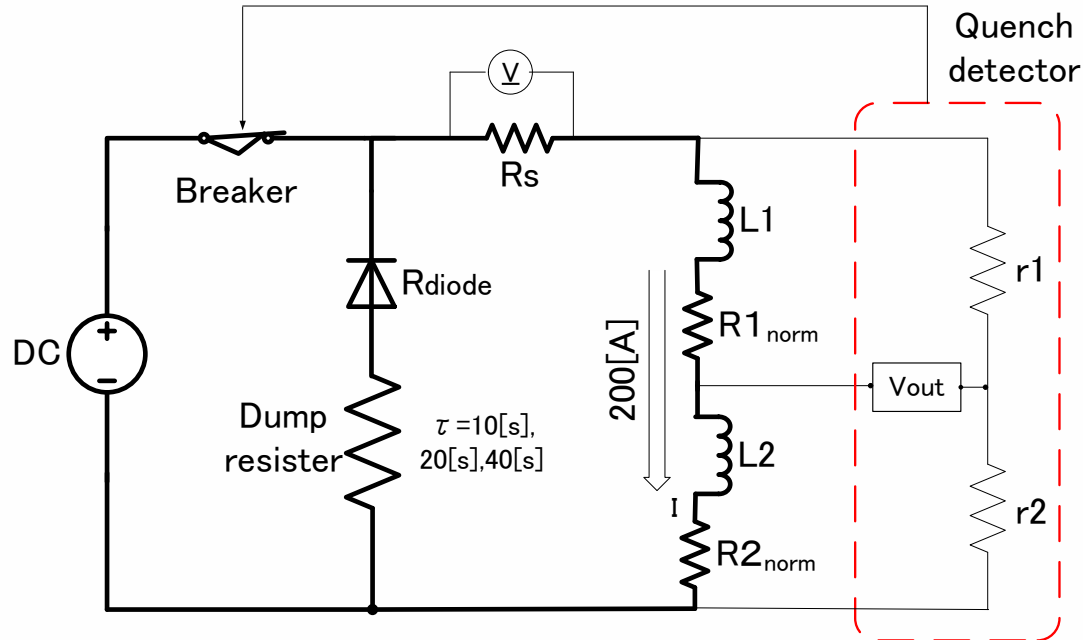 Quench
detector
V
Rs
Breaker
L1
Rdiode
r1
R1norm
DC
+
−
200[A]
Vout
Dump
resister
τ=10[s],
20[s],40[s]
L2
I
r2
R2norm